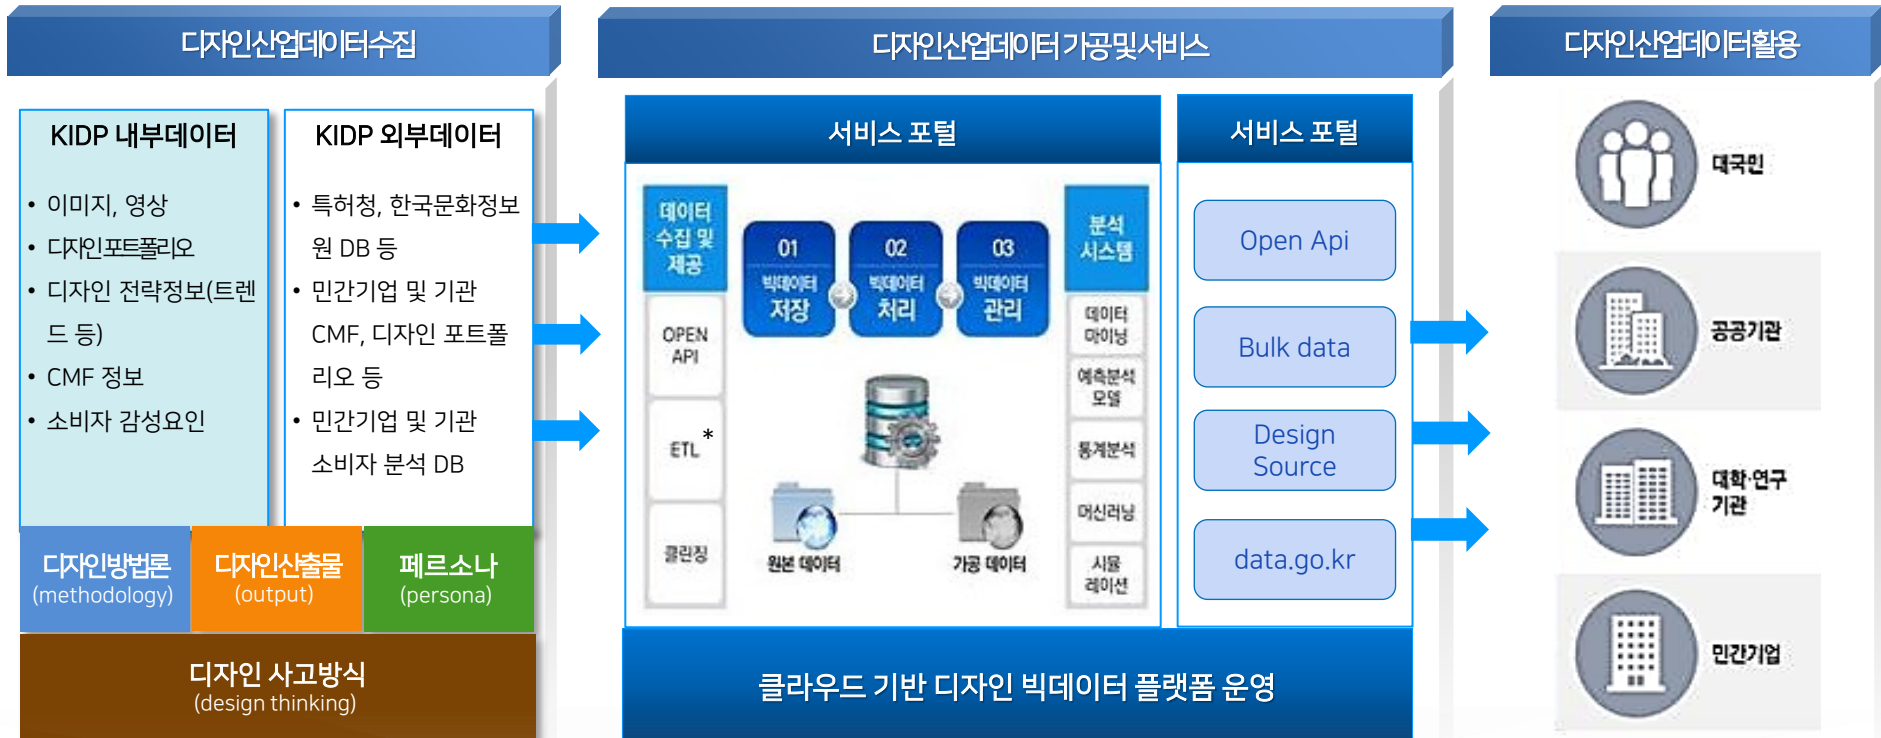 디자인산업데이터수집
KIDP 내부데이터
• 이미지, 영상
• 디자인포트폴리오
• 디자인 전략정보(트렌
드 등)
• CMF 정보
• 소비자 감성요인
KIDP 외부데이터
• 특허청, 한국문화정보
원 DB 등
• 민간기업 및 기관
CMF, 디자인 포트폴
리오 등
• 민간기업 및 기관
소비자 분석 DB
디자인방법론
(methodology)
디자인산출물
(output)
페르소나
(persona)
디자인 사고방식
(design thinking)
디자인산업데이터 가공및서비스
서비스 포털
데이터
수집 및
제공
OPEN
API
ETL *
클린징
01
빅데이터
저장
02
빅데이터
처리
03
빅데이터
관리
원본 데이터
가공 데이터
분석
시스템
데이터
마이닝
예측분석
모델
통계분석
머신러닝
시뮬
레이션
서비스 포털
Open Api
Bulk data
Design
Source
data.go.kr
클라우드 기반 디자인 빅데이터 플랫폼 운영
디자인산업데이터활용
대국민
공공기관
대학·연구
기관
민간기업